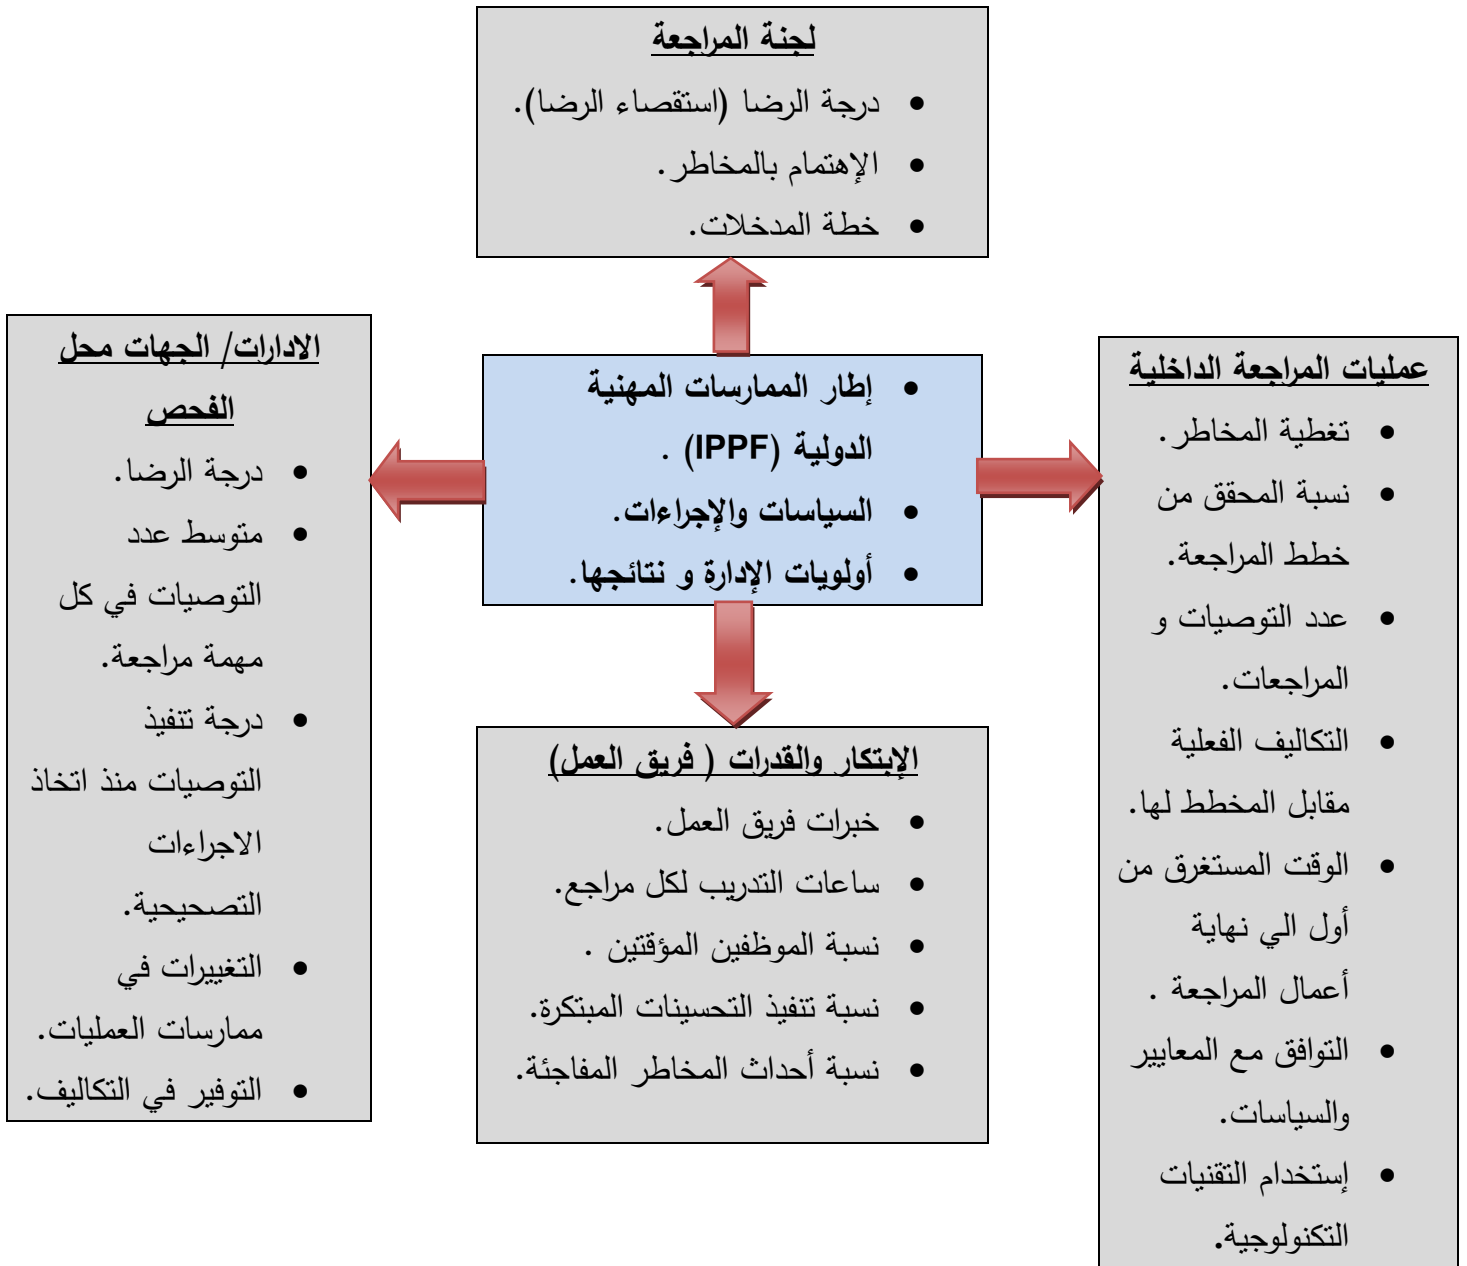 لجنة المراجعة
• درجة الرضا (استقصاء الرضا).
• الإهتمام بالمخاطر.
• خطة المدخلات.
عمليات المراجعة الداخلية
• تغطية المخاطر.
• نسبة المحقق من
خطط المراجعة.
• عدد التوصيات و
المراجعات.
• التكاليف الفعلية
مقابل المخطط لها.
• الوقت المستغرق من
أول الي نهاية
أعمال المراجعة .
• التوافق مع المعايير
والسياسات.
• إستخدام التقنيات
التكنولوجية.
• إطار الممارسات المهنية
الدولية (IPPF) .
• السياسات والإجراءات.
• أولويات الإدارة و نتائجها.
الادارات/ الجهات محل
الفحص
• درجة الرضا.
• متوسط عدد
التوصيات في كل
مهمة مراجعة.
• درجة تنفيذ
التوصيات منذ اتخاذ
الاجراءات
التصحيحية.
• التغييرات في
ممارسات العمليات.
• التوفير في التكاليف.
الإبتكار والقدرات ( فريق العمل)
• خبرات فريق العمل.
• ساعات التدريب لكل مراجع.
• نسبة الموظفين المؤقتين .
• نسبة تنفيذ التحسينات المبتكرة.
• نسبة أحداث المخاطر المفاجئة.